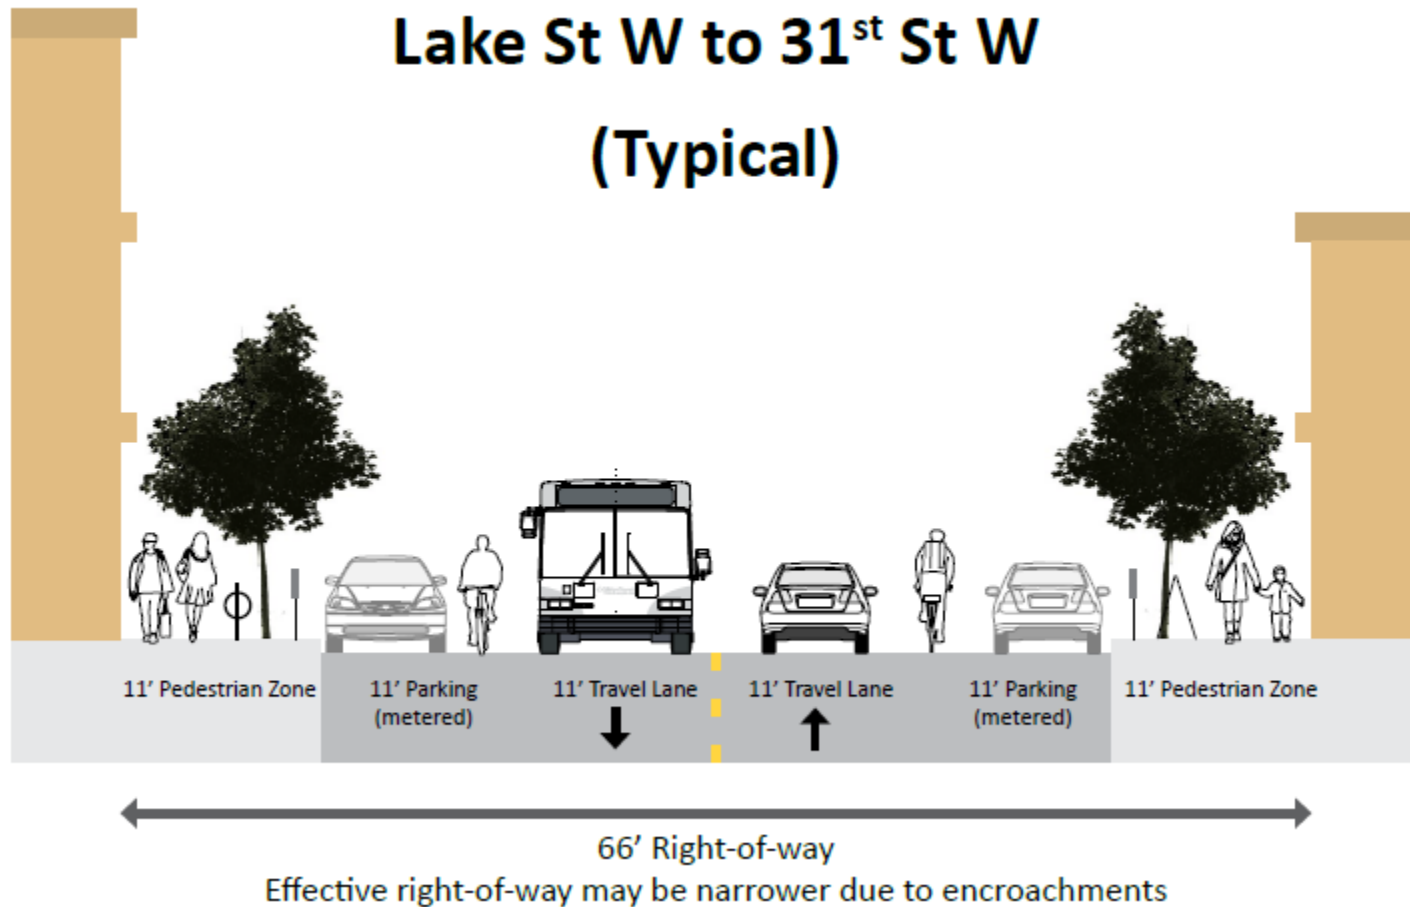 Lake St W to 31st St W
(Typical)
11’ Pedestrian Zone
11’ Parking
(metered)
11’ Travel Lane
11’ Travel Lane
11’ Parking
(metered)
11’ Pedestrian Zone
66’ Right-of-way
Effective right-of-way may be narrower due to encroachments